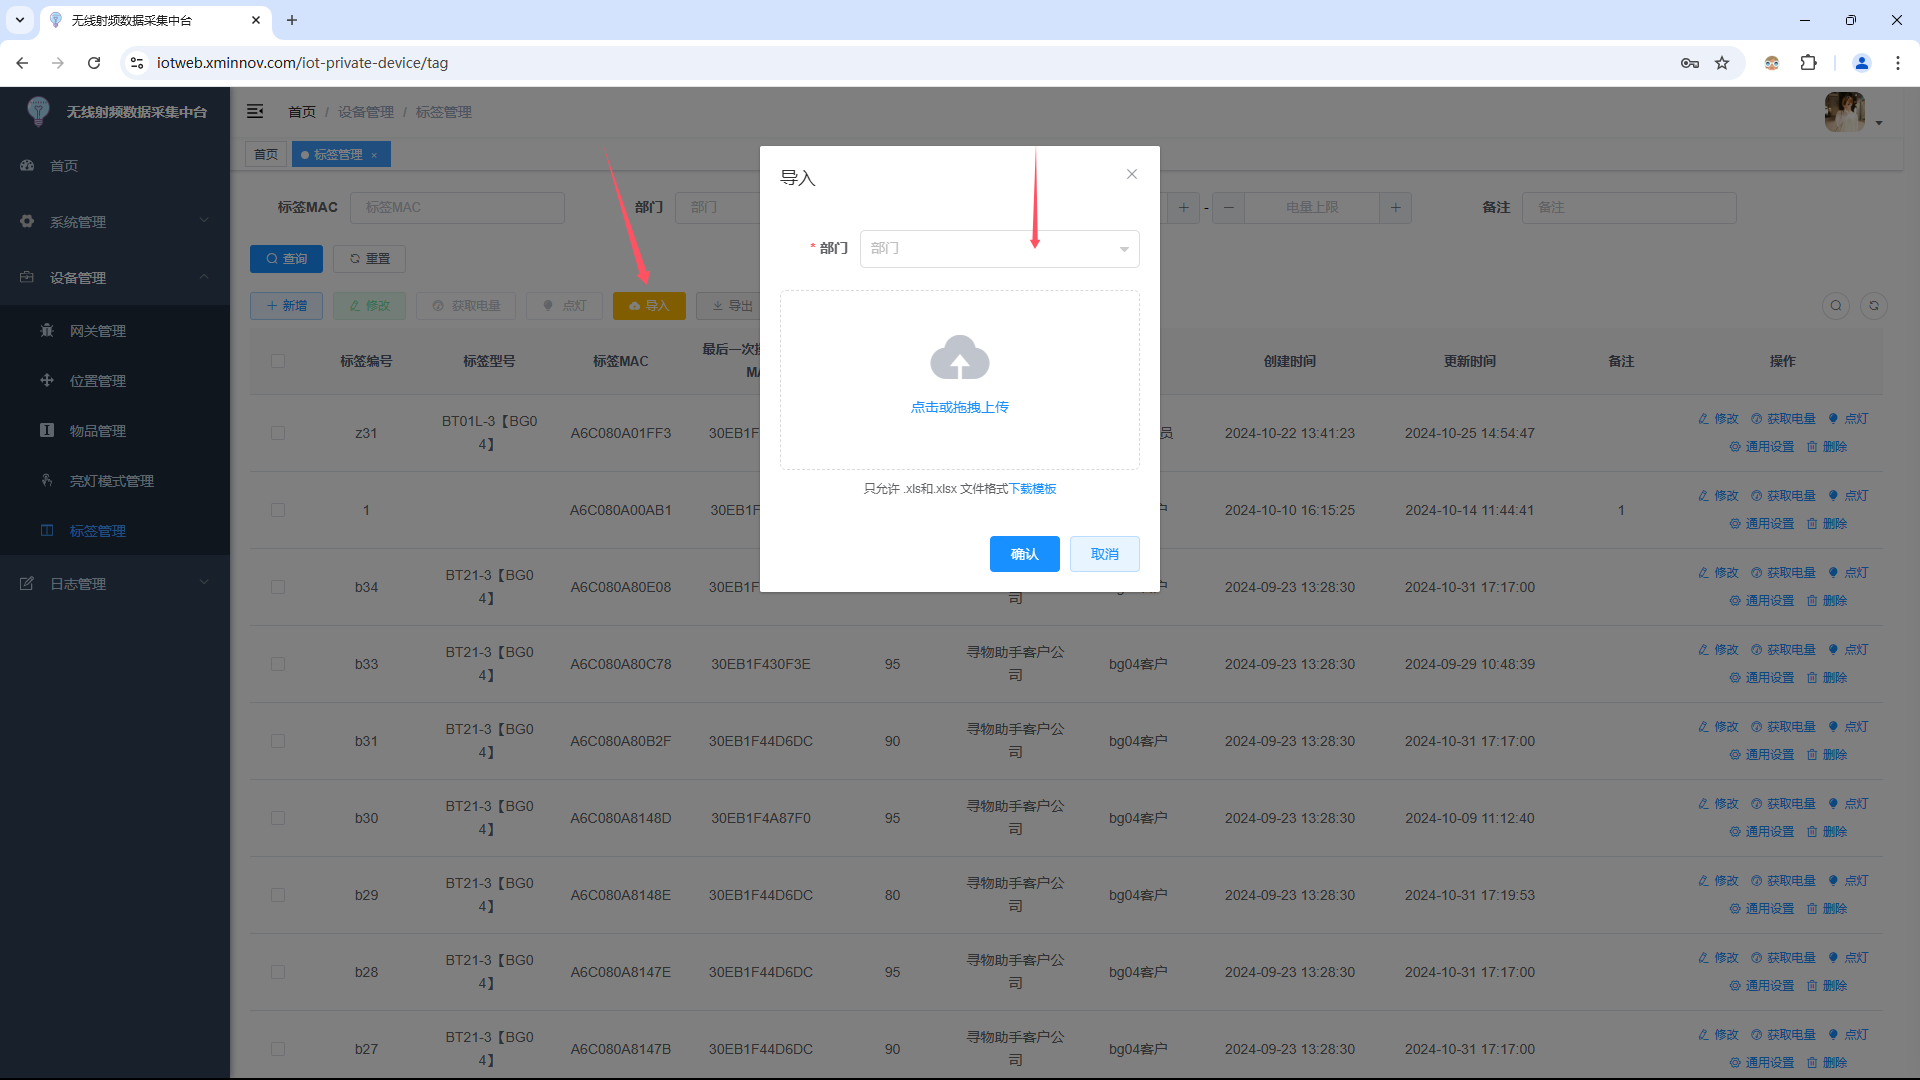 无线射频数据采集中台
iotweb.xminnov.com/iot-private-device/tag
无线射频数据采集中台
首页
系统管理
设备管理
网关管理
位置管理
物品管理
亮灯模式管理
标签管理
日志管理
首页 / 设备管理 / 标签管理
首页
标签管理 ×
标签MAC 标签MAC 部门 部门 + - − 电量上限 + 备注 备注
查询 重置
+ 新增 修改 获取电量 点灯 导入 导出
标签编号 标签型号 标签MAC 创建时间 更新时间 备注 操作
导入
* 部门 部门
点击或拖拽上传
只允许 .xls和.xlsx 文件格式下载模板
确认 取消
z31 BT01L-3【BG04】 A6C080A01FF3 30EB1F 员 2024-10-22 13:41:23 2024-10-25 14:54:47 修改 获取电量 点灯
通用设置 删除
1 A6C080A00AB1 30EB1 2024-10-10 16:15:25 2024-10-14 11:44:41 1 修改 获取电量 点灯
通用设置 删除
b34 BT21-3【BG04】 A6C080A80E08 30EB1F 司 2024-09-23 13:28:30 2024-10-31 17:17:00 修改 获取电量 点灯
通用设置 删除
b33 BT21-3【BG04】 A6C080A80C78 30EB1F430F3E 95 寻物助手客户公司 bg04客户 2024-09-23 13:28:30 2024-09-29 10:48:39 修改 获取电量 点灯
通用设置 删除
b31 BT21-3【BG04】 A6C080A80B2F 30EB1F44D6DC 90 寻物助手客户公司 bg04客户 2024-09-23 13:28:30 2024-10-31 17:17:00 修改 获取电量 点灯
通用设置 删除
b30 BT21-3【BG04】 A6C080A8148D 30EB1F4A87F0 95 寻物助手客户公司 bg04客户 2024-09-23 13:28:30 2024-10-09 11:12:40 修改 获取电量 点灯
通用设置 删除
b29 BT21-3【BG04】 A6C080A8148E 30EB1F44D6DC 80 寻物助手客户公司 bg04客户 2024-09-23 13:28:30 2024-10-31 17:19:53 修改 获取电量 点灯
通用设置 删除
b28 BT21-3【BG04】 A6C080A8147E 30EB1F44D6DC 95 寻物助手客户公司 bg04客户 2024-09-23 13:28:30 2024-10-31 17:17:00 修改 获取电量 点灯
通用设置 删除
b27 BT21-3【BG04】 A6C080A8147B 30EB1F44D6DC 90 寻物助手客户公司 bg04客户 2024-09-23 13:28:30 2024-10-31 17:17:00 修改 获取电量 点灯
通用设置 删除